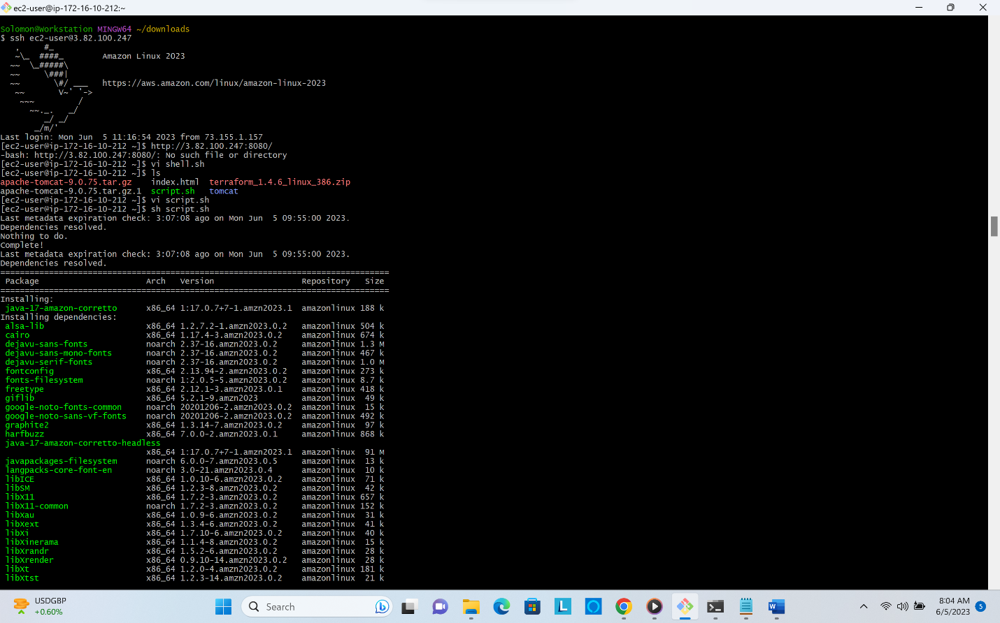 ec2-user@ip-172-16-10-212:~
Solomon@Workstation MINGW64 ~/downloads
$ ssh ec2-user@3.82.100.247
   ,     #_
   ~\_  ####_        Amazon Linux 2023
  ~~  \_#####\
  ~~     \###|
  ~~       \#/ ___   https://aws.amazon.com/linux/amazon-linux-2023
   ~~       V~' '->
    ~~~         /
      ~~._.   _/
         _/ _/
       _/m/'
Last login: Mon Jun  5 11:16:54 2023 from 73.155.1.157
[ec2-user@ip-172-16-10-212 ~]$ http://3.82.100.247:8080/
-bash: http://3.82.100.247:8080/: No such file or directory
[ec2-user@ip-172-16-10-212 ~]$ vi shell.sh
[ec2-user@ip-172-16-10-212 ~]$ ls
apache-tomcat-9.0.75.tar.gz    index.html  terraform_1.4.6_linux_386.zip
apache-tomcat-9.0.75.tar.gz.1  script.sh   tomcat
[ec2-user@ip-172-16-10-212 ~]$ vi script.sh
[ec2-user@ip-172-16-10-212 ~]$ sh script.sh
Last metadata expiration check: 3:07:08 ago on Mon Jun  5 09:55:00 2023.
Dependencies resolved.
Nothing to do.
Complete!
Last metadata expiration check: 3:07:08 ago on Mon Jun  5 09:55:00 2023.
Dependencies resolved.
================================================================================
 Package                      Arch   Version                  Repository   Size
================================================================================
Installing:
 java-17-amazon-corretto      x86_64 1:17.0.7+7-1.amzn2023.1  amazonlinux 188 k
Installing dependencies:
 alsa-lib                     x86_64 1.2.7.2-1.amzn2023.0.2   amazonlinux 504 k
 cairo                        x86_64 1.17.4-3.amzn2023.0.2    amazonlinux 674 k
 dejavu-sans-fonts            noarch 2.37-16.amzn2023.0.2     amazonlinux 1.3 M
 dejavu-sans-mono-fonts       noarch 2.37-16.amzn2023.0.2     amazonlinux 467 k
 dejavu-serif-fonts           noarch 2.37-16.amzn2023.0.2     amazonlinux 1.0 M
 fontconfig                   x86_64 2.13.94-2.amzn2023.0.2   amazonlinux 273 k
 fonts-filesystem             noarch 1:2.0.5-5.amzn2023.0.2   amazonlinux 8.7 k
 freetype                     x86_64 2.12.1-3.amzn2023.0.1    amazonlinux 418 k
 giflib                       x86_64 5.2.1-9.amzn2023         amazonlinux  49 k
 google-noto-fonts-common     noarch 20201206-2.amzn2023.0.2  amazonlinux  15 k
 google-noto-sans-vf-fonts    noarch 20201206-2.amzn2023.0.2  amazonlinux 492 k
 graphite2                    x86_64 1.3.14-7.amzn2023.0.2    amazonlinux  97 k
 harfbuzz                     x86_64 7.0.0-2.amzn2023.0.1     amazonlinux 868 k
 java-17-amazon-corretto-headless
                              x86_64 1:17.0.7+7-1.amzn2023.1  amazonlinux  91 M
 javapackages-filesystem      noarch 6.0.0-7.amzn2023.0.5     amazonlinux  13 k
 langpacks-core-font-en       noarch 3.0-21.amzn2023.0.4      amazonlinux  10 k
 libICE                       x86_64 1.0.10-6.amzn2023.0.2    amazonlinux  71 k
 libSM                        x86_64 1.2.3-8.amzn2023.0.2     amazonlinux  42 k
 libX11                       x86_64 1.7.2-3.amzn2023.0.2     amazonlinux 657 k
 libX11-common                noarch 1.7.2-3.amzn2023.0.2     amazonlinux 152 k
 libXau                       x86_64 1.0.9-6.amzn2023.0.2     amazonlinux  31 k
 libXext                      x86_64 1.3.4-6.amzn2023.0.2     amazonlinux  41 k
 libXi                        x86_64 1.7.10-6.amzn2023.0.2    amazonlinux  40 k
 libXinerama                  x86_64 1.1.4-8.amzn2023.0.2     amazonlinux  15 k
 libXrandr                    x86_64 1.5.2-6.amzn2023.0.2     amazonlinux  28 k
 libXrender                   x86_64 0.9.10-14.amzn2023.0.2   amazonlinux  28 k
 libXt                        x86_64 1.2.0-4.amzn2023.0.2     amazonlinux 181 k
 libXtst                      x86_64 1.2.3-14.amzn2023.0.2    amazonlinux  21 k
USDGBP
+0.60%
Search
L
W
8:04 AM
6/5/2023
5